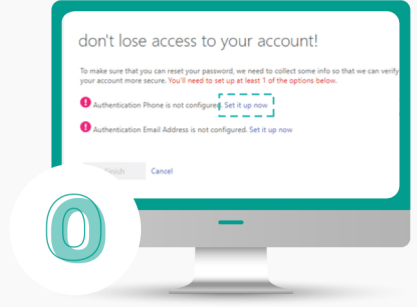 don't lose access to your account!
To make sure that you can reset your password, we need to collect some info so that we can verify
your account more secure. You'll need to set up at least 1 of the options below.
! Authentication Phone is not configured. Set it up now
! Authentication Email Address is not configured. Set it up now
Cancel
0